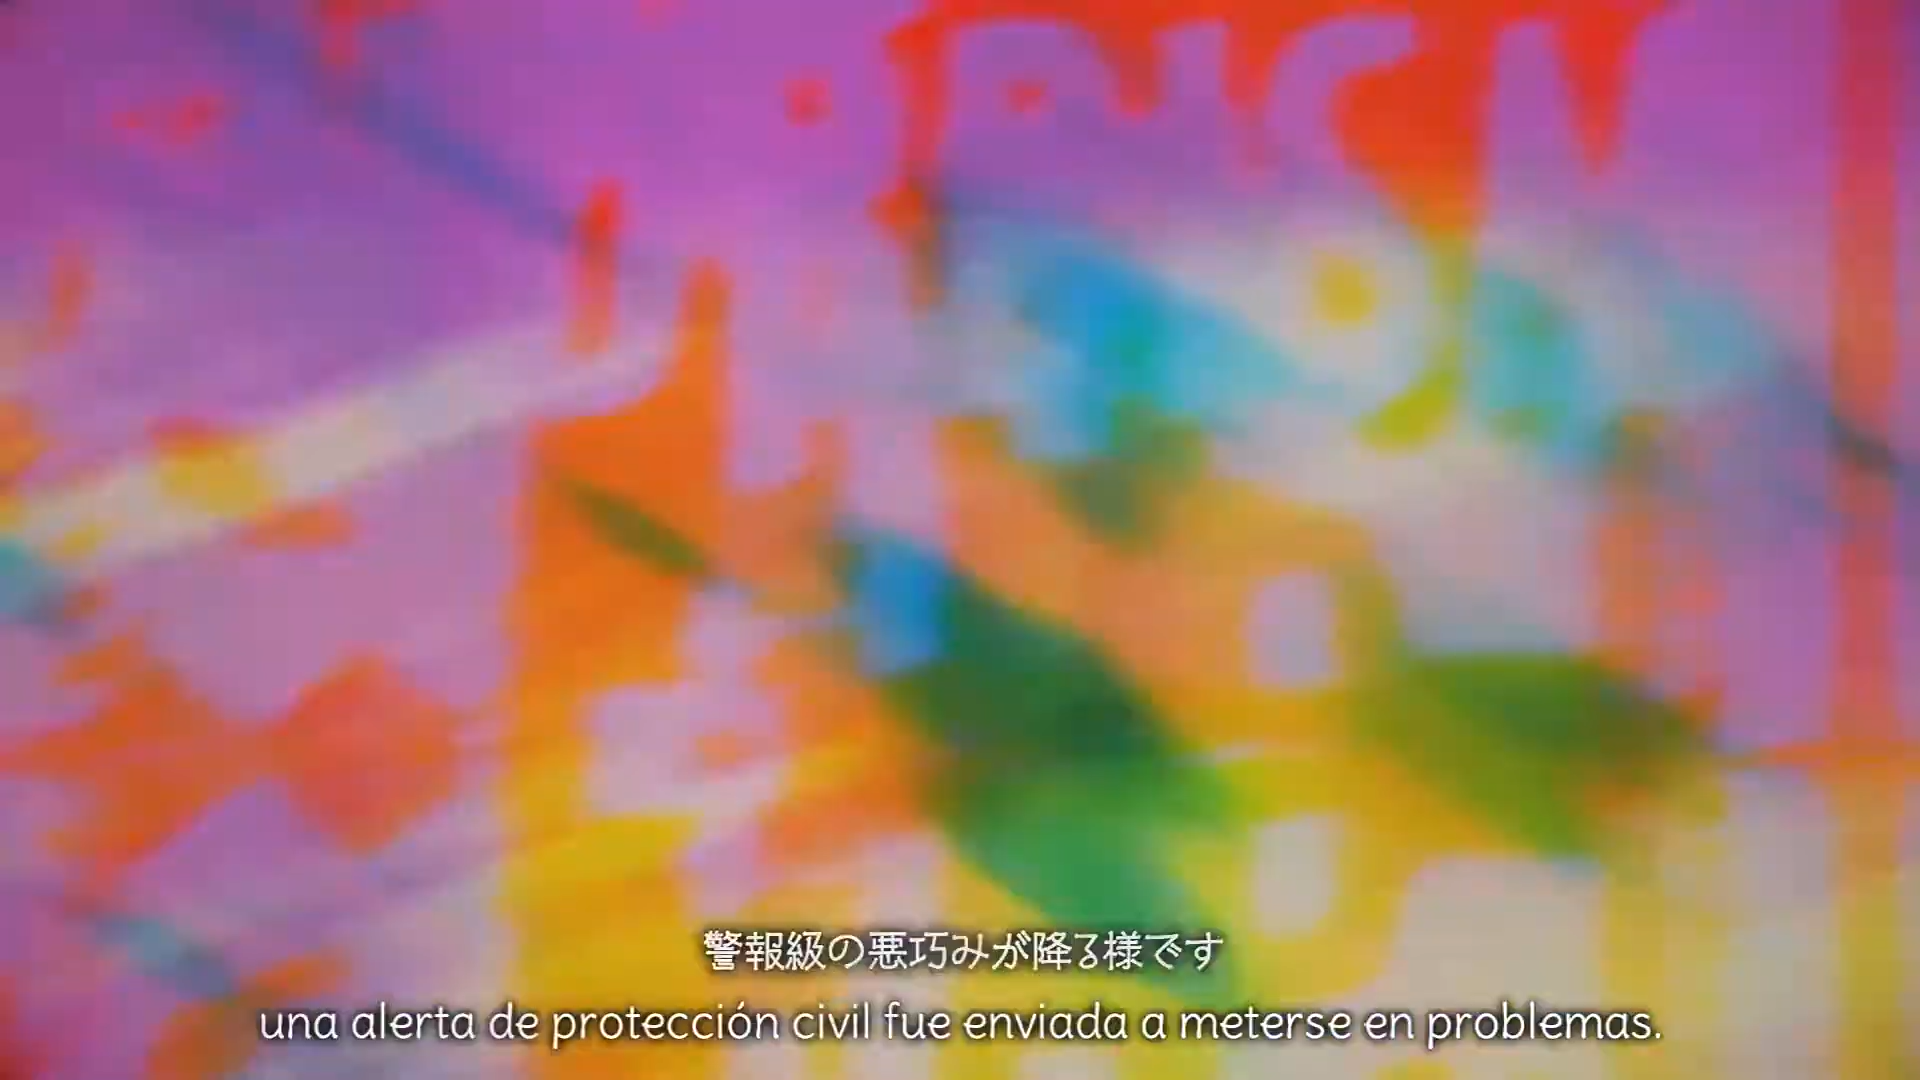 警報級の悪巧みが降る様です
una alerta de protección civil fue enviada a meterse en problemas.